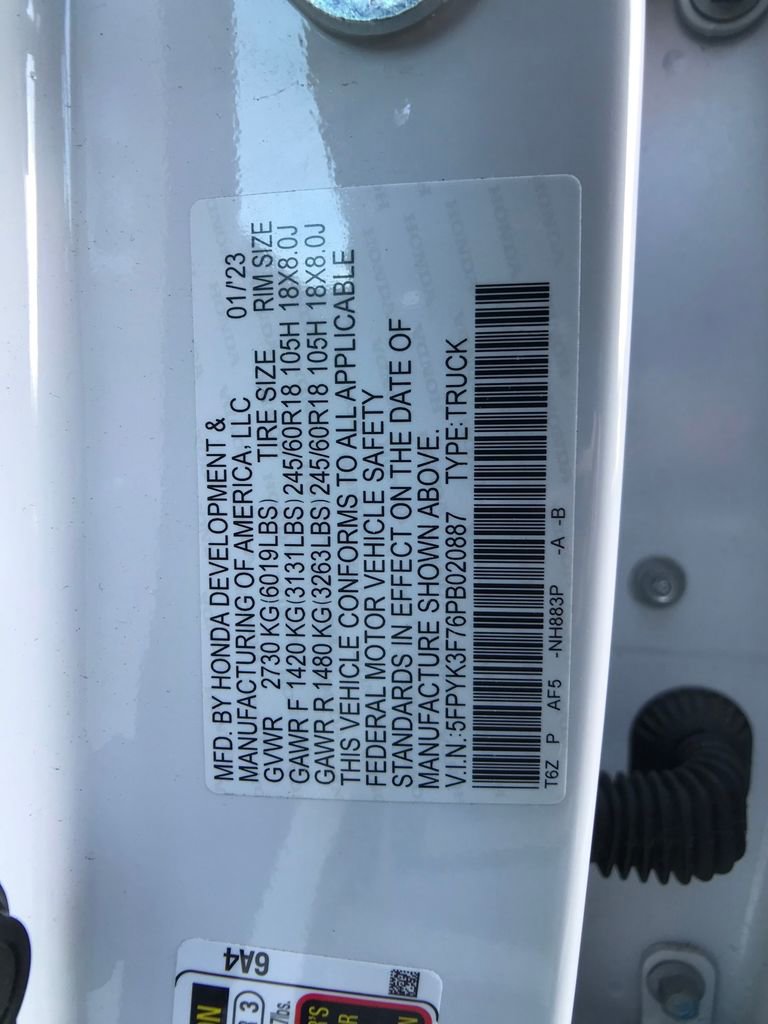 MFD. BY HONDA DEVELOPMENT &
MANUFACTURING OF AMERICA, LLC 01/'23
GVWR 2730 KG(6019LBS) TIRE SIZE RIM SIZE
GAWR F 1420 KG(3131LBS)245/60R18 105H 18X8.0J
GAWR R 1480 KG(3263LBS)245/60R18 105H 18X8.0J
THIS VEHICLE CONFORMS TO ALL APPLICABLE
FEDERAL MOTOR VEHICLE SAFETY
STANDARDS IN EFFECT ON THE DATE OF
MANUFACTURE SHOWN ABOVE.
V.I.N.:5FPYK3F76PB020887 TYPE:TRUCK
T6Z P AF5 -NH883P -A -B
6A4
3
lbs.